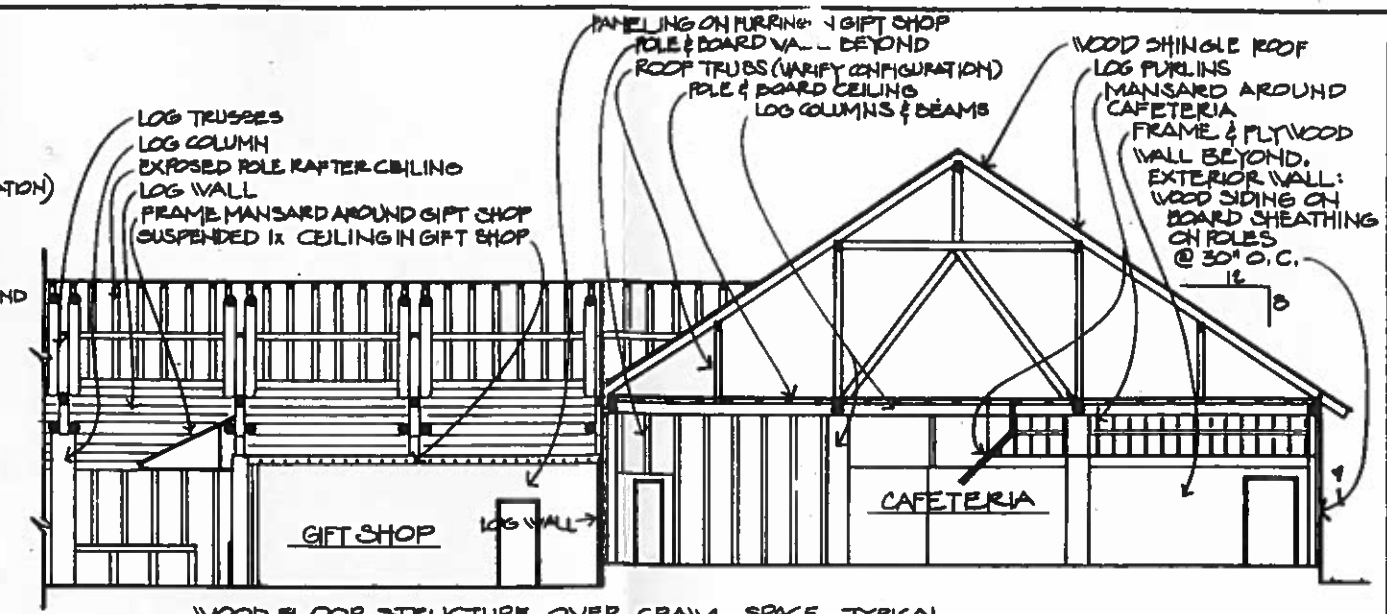 PANELING ON FURRING GIFT SHOP
POLE & BOARD WALL BEYOND
ROOF TRUSS (VARIFY CONFIGURATION)
POLE & BOARD CEILING
LOG COLUMNS & BEAMS
WOOD SHINGLE ROOF
LOG PURLINS
MANSARD AROUND
CAFETERIA
FRAME & PLYWOOD
WALL BEYOND.
EXTERIOR WALL:
WOOD SIDING ON
BOARD SHEATHING
ON POLES
@ 30" O.C.
12
8
LOG TRUSSES
LOG COLUMN
EXPOSED POLE RAFTER CEILING
LOG WALL
FRAME MANSARD AROUND GIFT SHOP
SUSPENDED 1x CEILING IN GIFT SHOP
ATION)
ND
GIFT SHOP
LOG WALL
CAFETERIA
WOOD FLOOR STRUCTURE OVER CRAWL SPACE TYPICAL